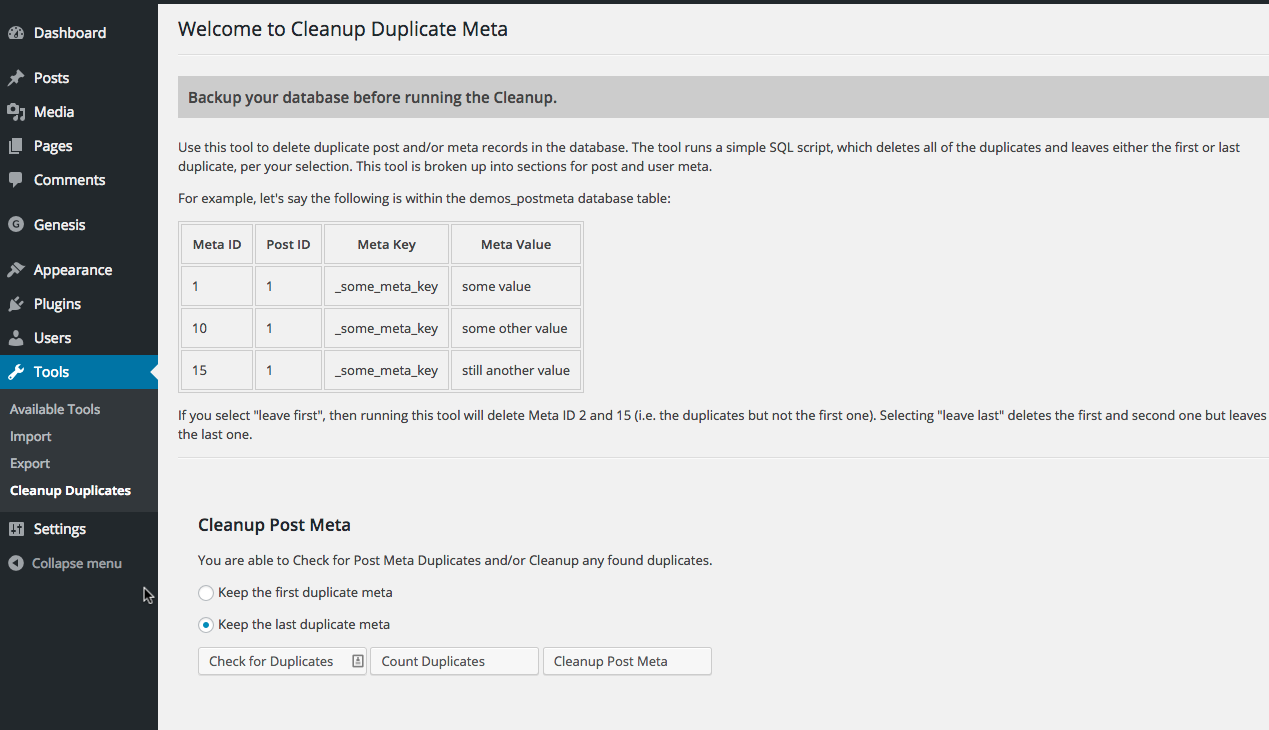 Dashboard
Posts
Media
Pages
Comments
Genesis
Appearance
Plugins
Users
Tools
Available Tools
Import
Export
Cleanup Duplicates
Settings
Collapse menu
Welcome to Cleanup Duplicate Meta
Backup your database before running the Cleanup.
Use this tool to delete duplicate post and/or meta records in the database. The tool runs a simple SQL script, which deletes all of the duplicates and leaves either the first or last
duplicate, per your selection. This tool is broken up into sections for post and user meta.
For example, let's say the following is within the demos_postmeta database table:
Meta ID Post ID Meta Key Meta Value
1 1 _some_meta_key some value
10 1 _some_meta_key some other value
15 1 _some_meta_key still another value
If you select "leave first", then running this tool will delete Meta ID 2 and 15 (i.e. the duplicates but not the first one). Selecting "leave last" deletes the first and second one but leaves
the last one.
Cleanup Post Meta
You are able to Check for Post Meta Duplicates and/or Cleanup any found duplicates.
Keep the first duplicate meta
Keep the last duplicate meta
Check for Duplicates Count Duplicates Cleanup Post Meta